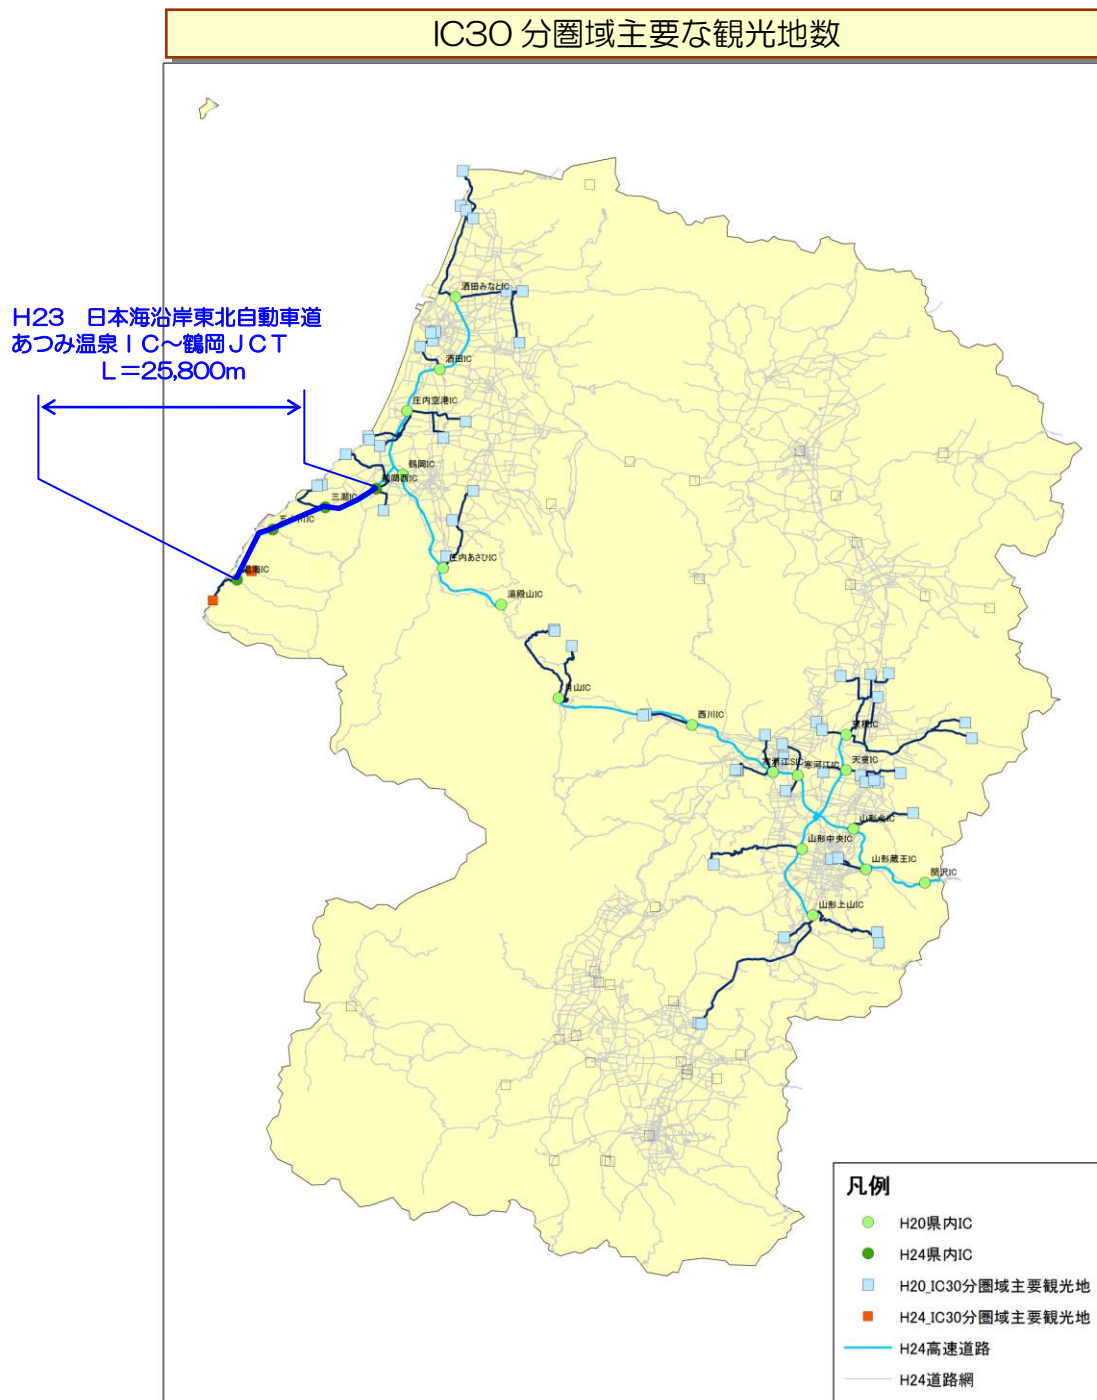 IC30 分圏域主要な観光地数
H23　日本海沿岸東北自動車道
あつみ温泉ＩＣ～鶴岡ＪＣＴ
L＝25,800m
酒田みなとIC
酒田IC
庄内空港IC
鶴岡IC
鶴岡西IC
三瀬IC
庄内あさひIC
湯殿山IC
月山IC
西川IC
東根IC
天童IC
寒河江SIC
寒河江IC
山形北IC
山形中央IC
山形蔵王IC
関沢IC
山形上山IC
凡例
H20県内IC
H24県内IC
H20_IC30分圏域主要観光地
H24_IC30分圏域主要観光地
H24高速道路
H24道路網